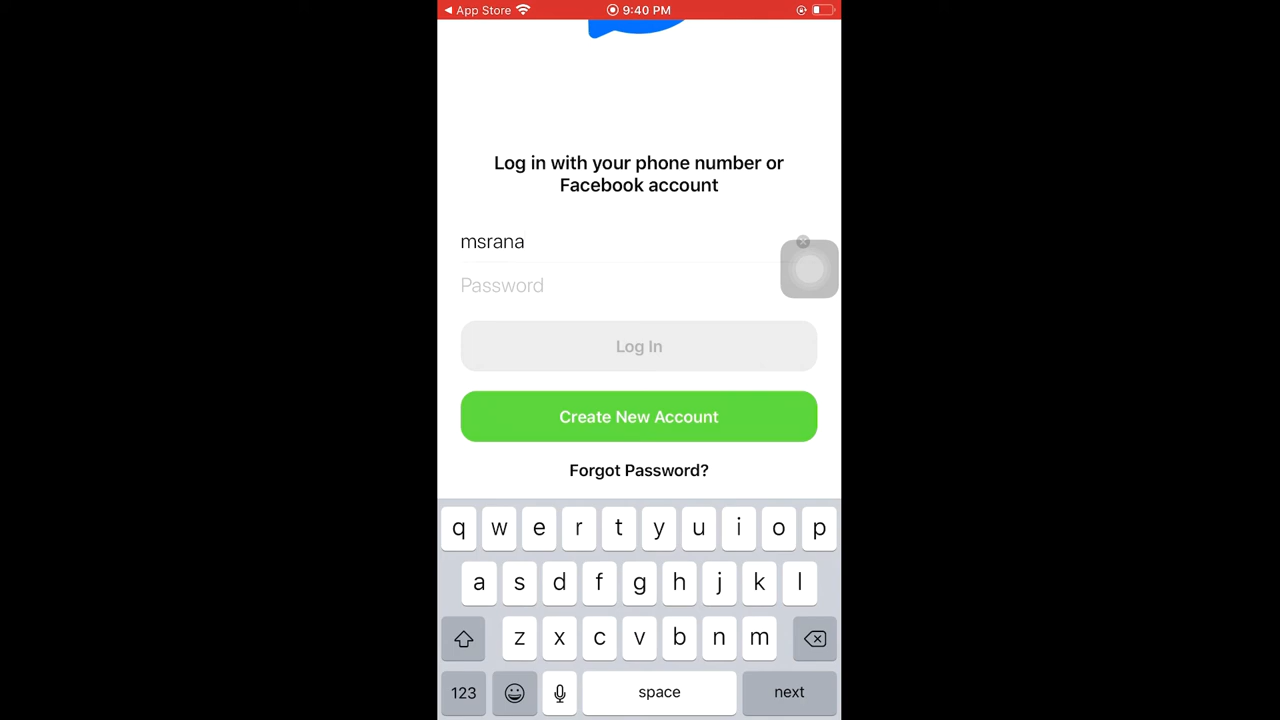 ◀ App Store 9:40 PM
Log in with your phone number or
Facebook account
msrana
Password
Log In
Create New Account
Forgot Password?
q w e r t y u i o p
a s d f g h j k l
z x c v b n m
123 space next